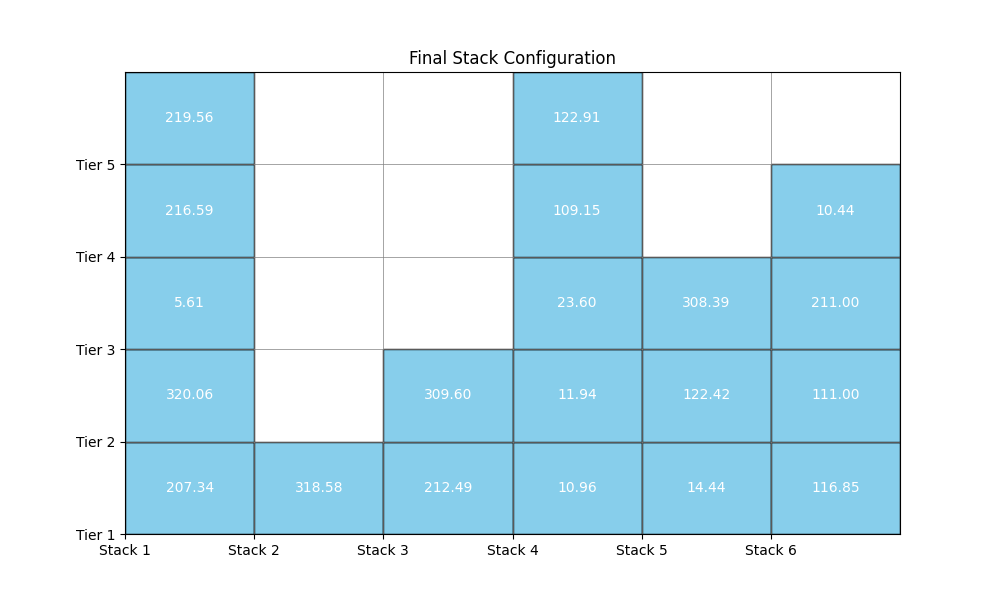 Final Stack Configuration
219.56 122.91
Tier 5
216.59 109.15 10.44
Tier 4
5.61 23.60 308.39 211.00
Tier 3
320.06 309.60 11.94 122.42 111.00
Tier 2
207.34 318.58 212.49 10.96 14.44 116.85
Tier 1
Stack 1 Stack 2 Stack 3 Stack 4 Stack 5 Stack 6